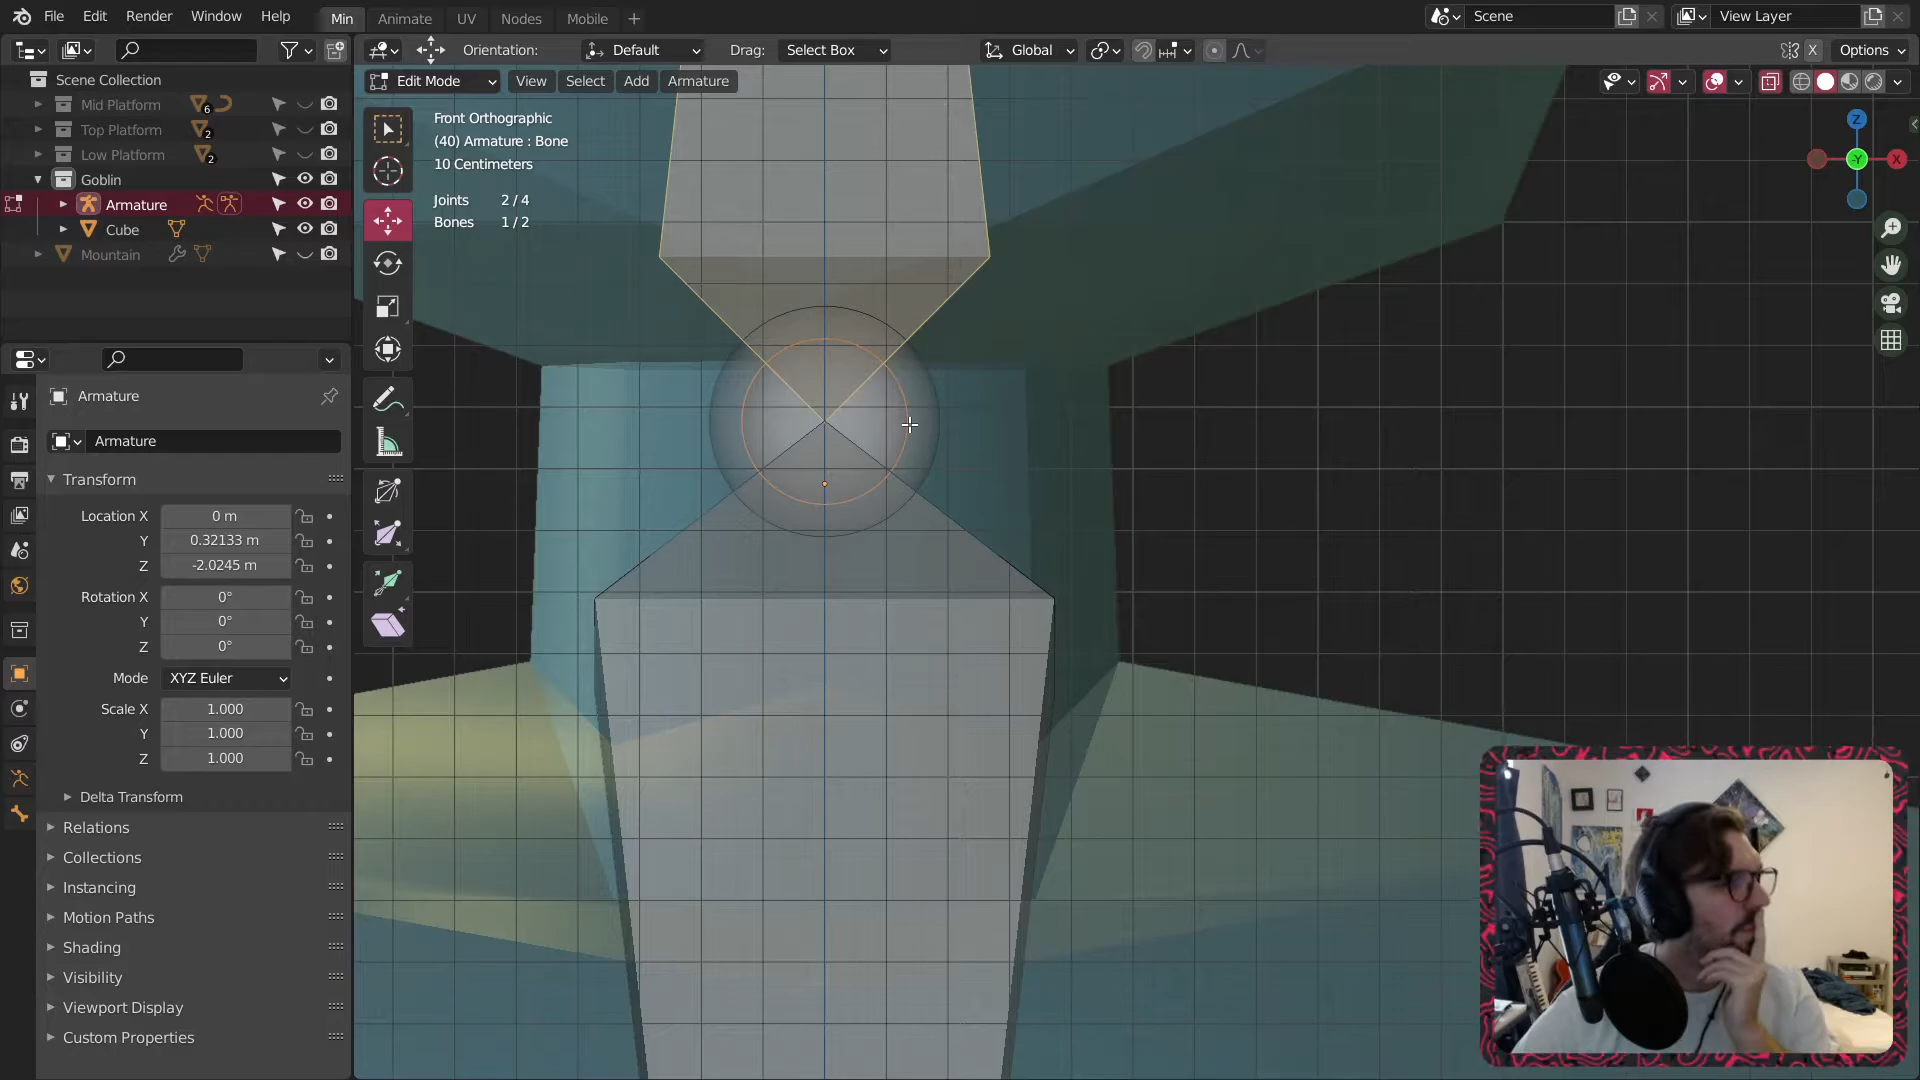 File Edit Render Window Help Min Animate UV Nodes Mobile + Scene View Layer
Orientation: Default Drag: Select Box Global X Options
Edit Mode View Select Add Armature
Scene Collection
Mid Platform 6
Top Platform 2
Low Platform 2
Goblin
Armature
Cube
Mountain
Front Orthographic
(40) Armature : Bone
10 Centimeters
Joints 2 / 4
Bones 1 / 2
Z
-Y
X
Armature
Armature
Transform
Location X 0 m
Y 0.32133 m
Z -2.0245 m
Rotation X 0°
Y 0°
Z 0°
Mode XYZ Euler
Scale X 1.000
Y 1.000
Z 1.000
Delta Transform
Relations
Collections
Instancing
Motion Paths
Shading
Visibility
Viewport Display
Custom Properties